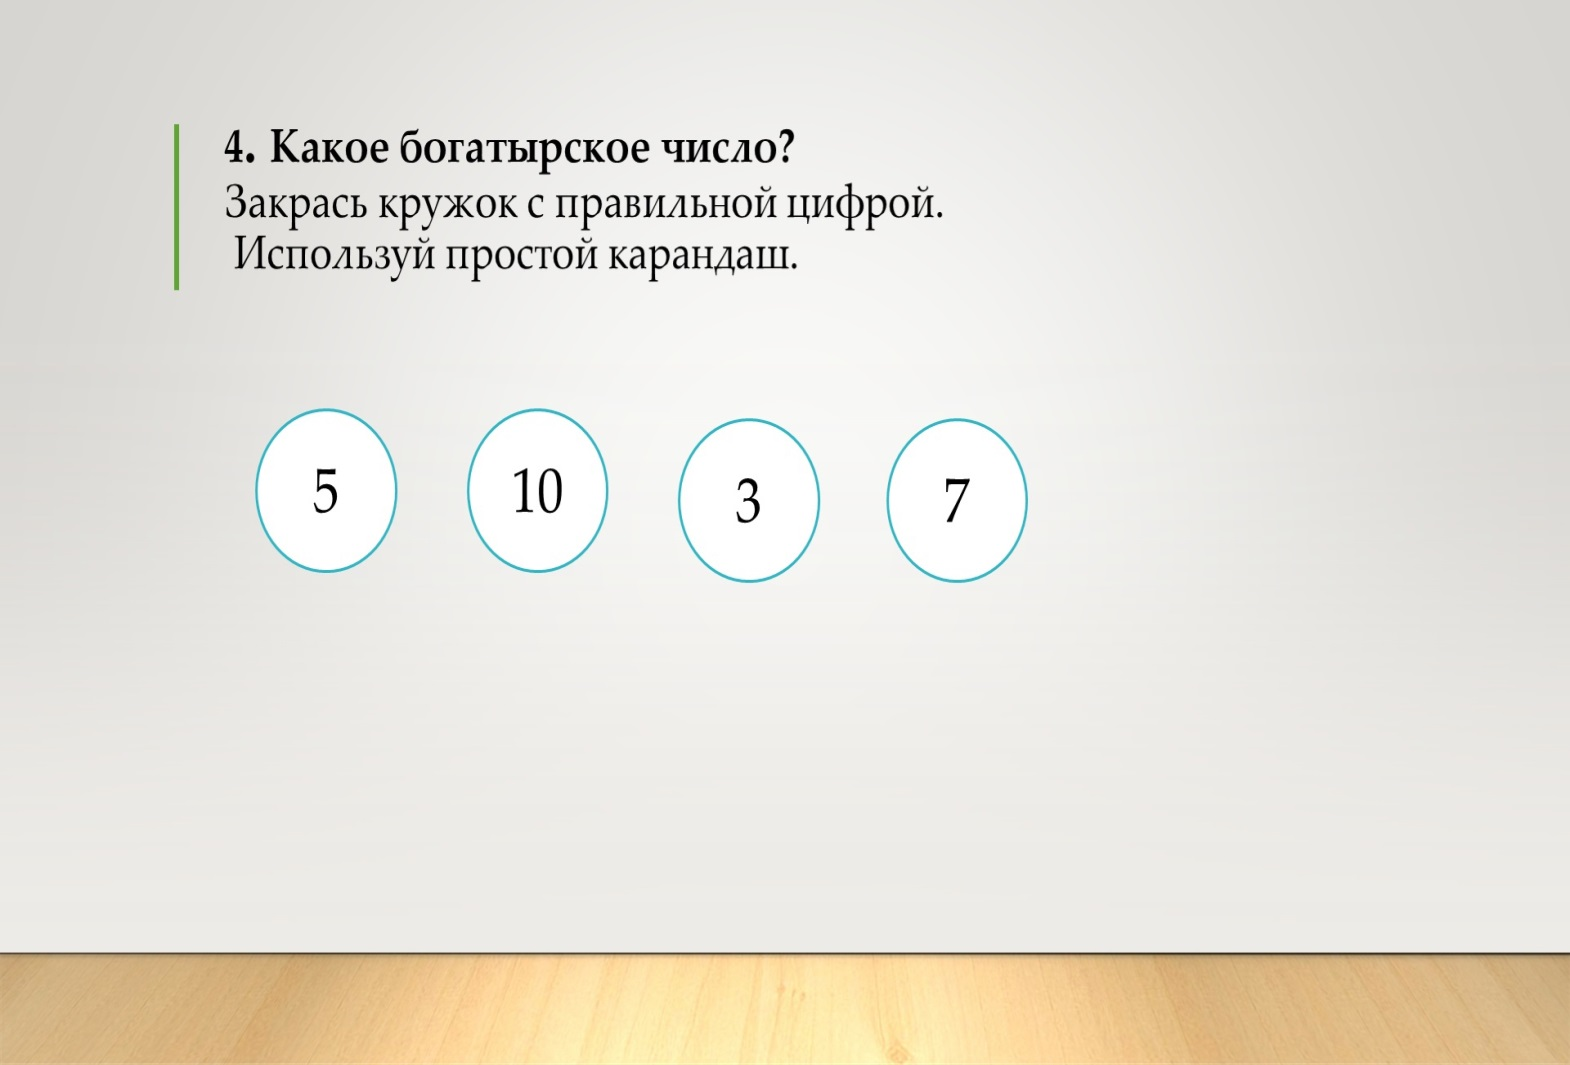 4. Какое богатырское число?
Закрась кружок с правильной цифрой.
Используй простой карандаш.
5 10 3 7